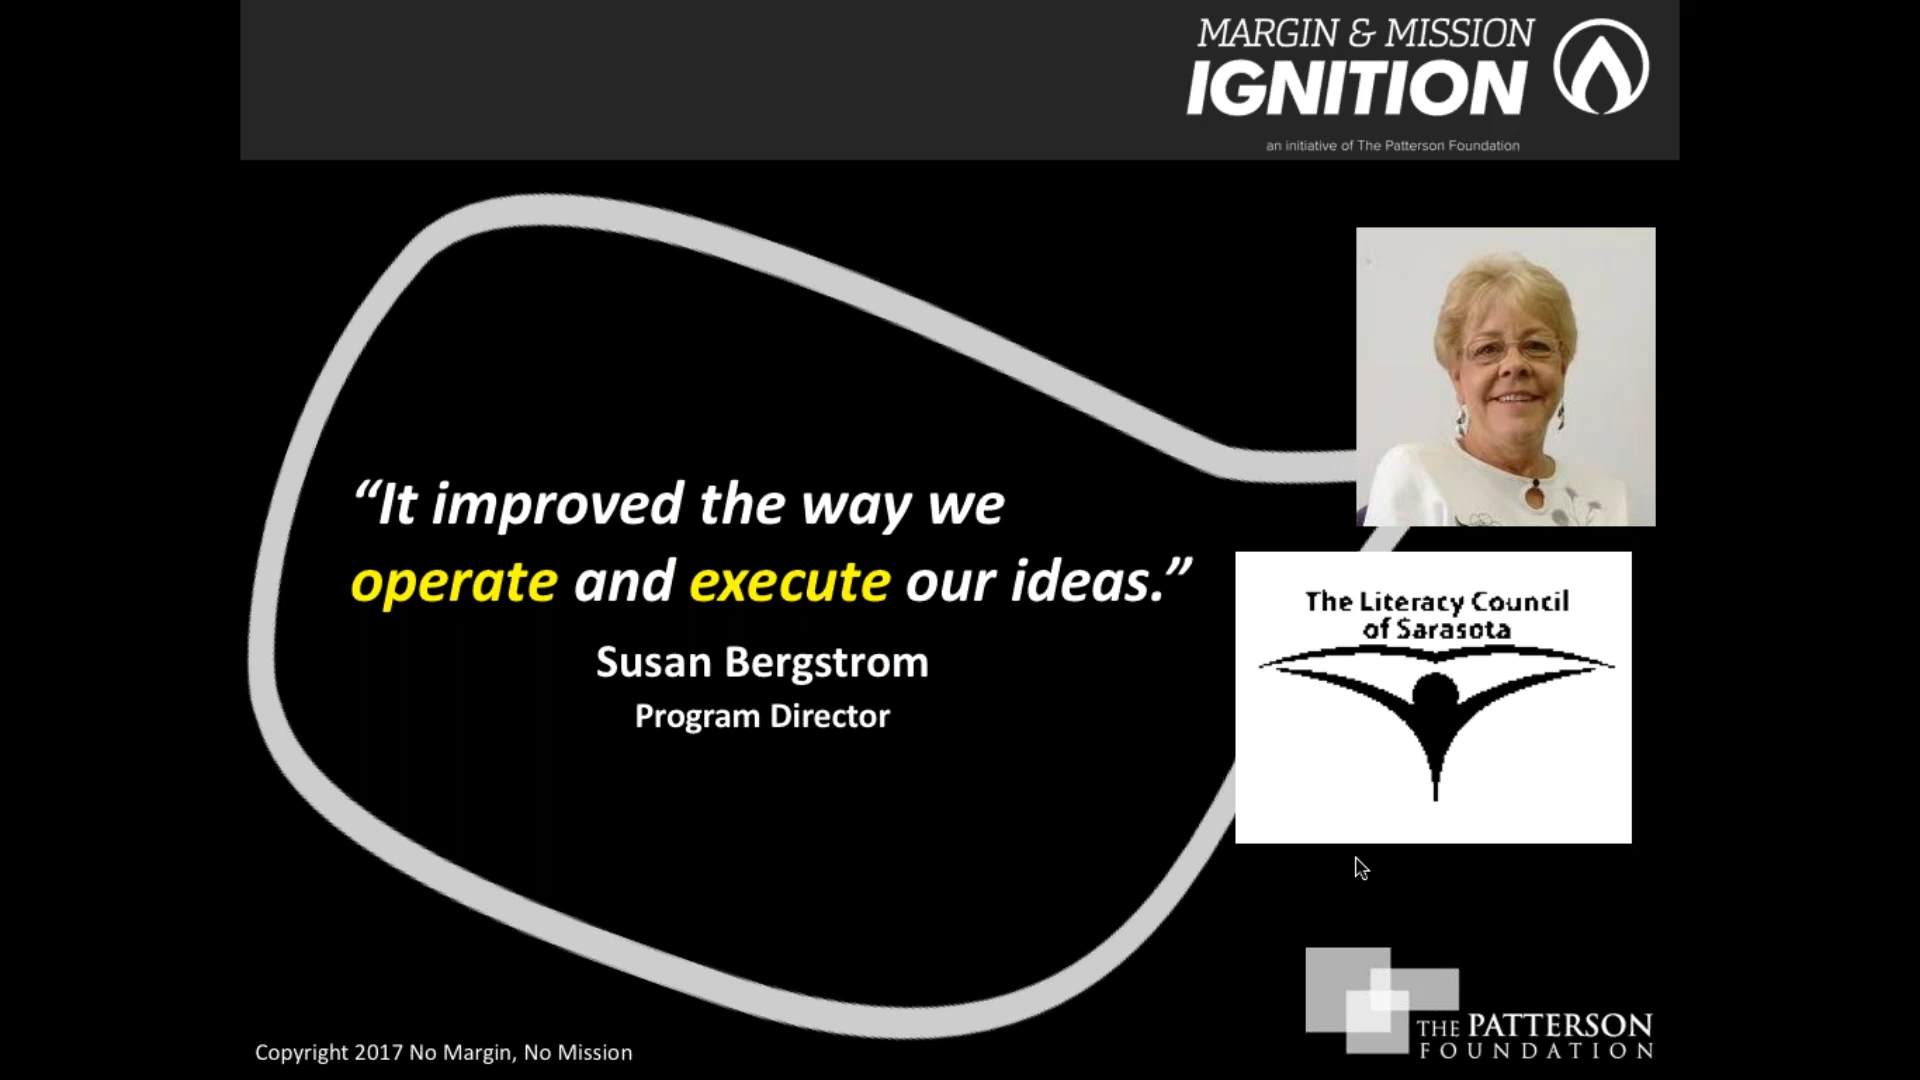 MARGIN & MISSION
IGNITION
an initiative of The Patterson Foundation
“It improved the way we
operate and execute our ideas.”
Susan Bergstrom
Program Director
The Literacy Council
of Sarasota
THE PATTERSON
FOUNDATION
Copyright 2017 No Margin, No Mission